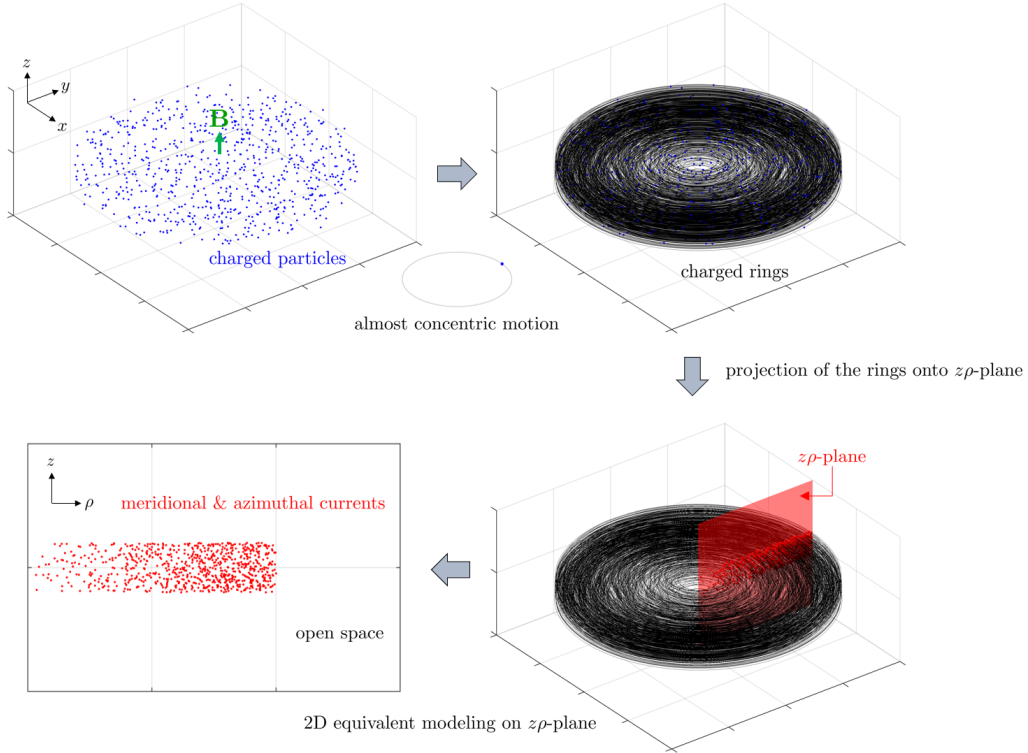 z
y
x
B
charged particles
almost concentric motion
charged rings
projection of the rings onto zρ-plane
zρ-plane
z
ρ
meridional & azimuthal currents
open space
2D equivalent modeling on zρ-plane